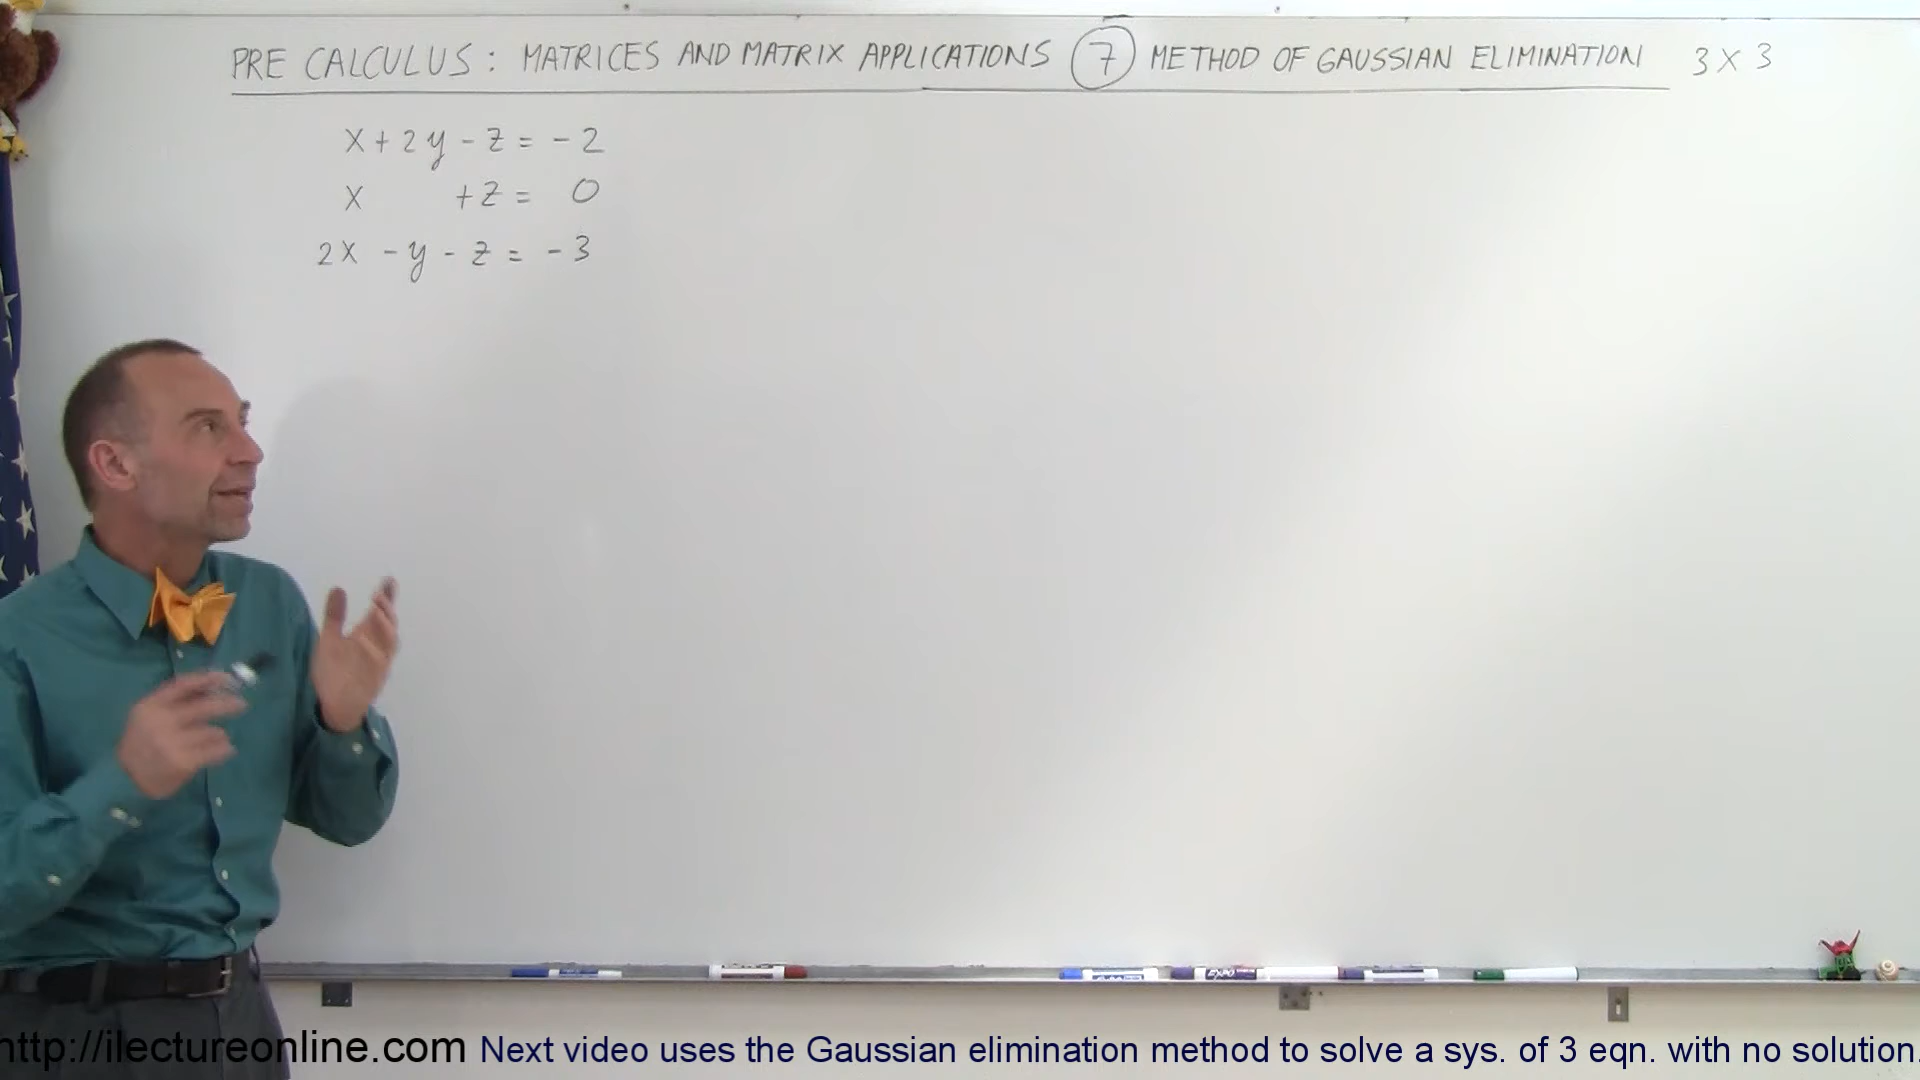 PRE CALCULUS: MATRICES AND MATRIX APPLICATIONS 7 METHOD OF GAUSSIAN ELIMINATION 3 X 3
X + 2y - z = -2
X + z = 0
2X - y - z = -3
EXPO
http://ilectureonline.com Next video uses the Gaussian elimination method to solve a sys. of 3 eqn. with no solution.